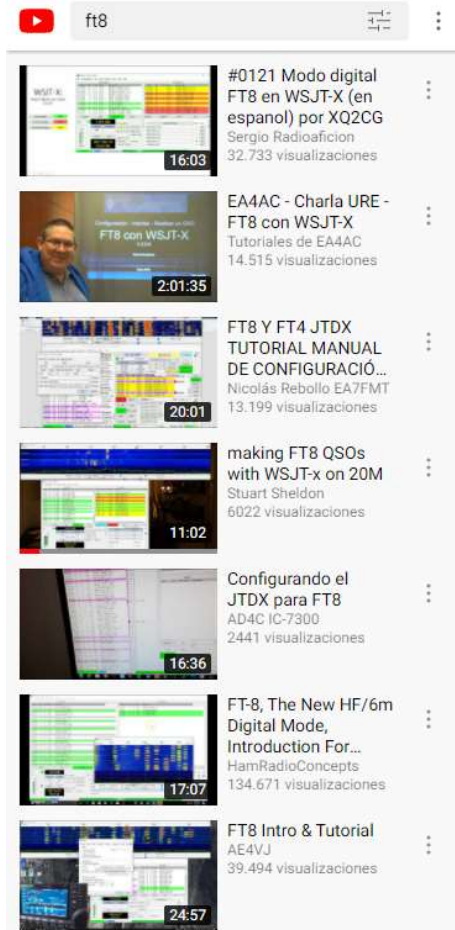 ft8
WSJT-X:
16:03
#0121 Modo digital
FT8 en WSJT-X (en
espanol) por XQ2CG
Sergio Radioaficion
32.733 visualizaciones
FT8 con WSJT-X
2:01:35
EA4AC - Charla URE -
FT8 con WSJT-X
Tutoriales de EA4AC
14.515 visualizaciones
20:01
FT8 Y FT4 JTDX
TUTORIAL MANUAL
DE CONFIGURACIÓ...
Nicolás Rebollo EA7FMT
13.199 visualizaciones
11:02
making FT8 QSOs
with WSJT-x on 20M
Stuart Sheldon
6022 visualizaciones
16:36
Configurando el
JTDX para FT8
AD4C IC-7300
2441 visualizaciones
17:07
FT-8, The New HF/6m
Digital Mode,
Introduction For...
HamRadioConcepts
134.671 visualizaciones
24:57
FT8 Intro & Tutorial
AE4VJ
39.494 visualizaciones